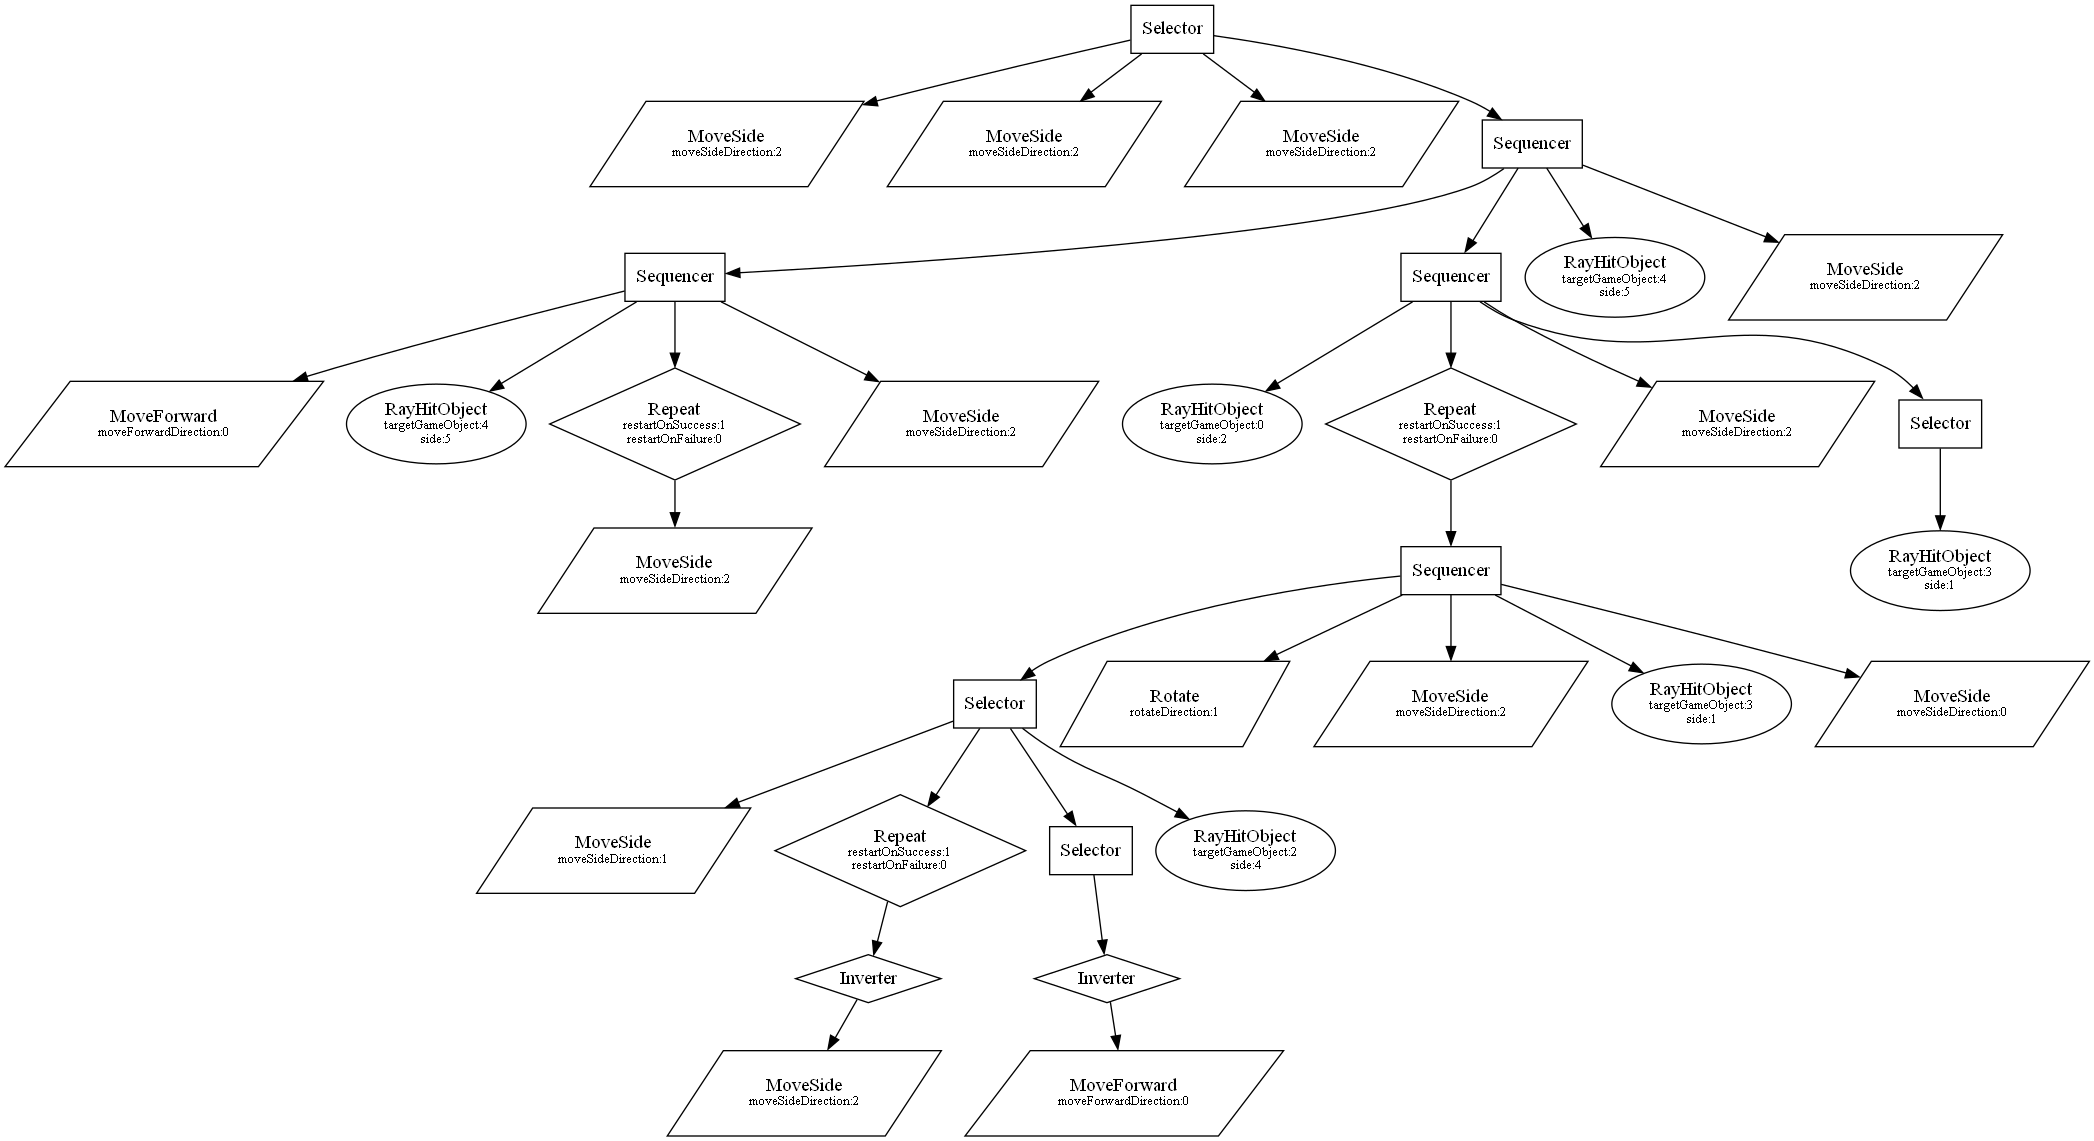 Selector
MoveSide
moveSideDirection:2
MoveSide
moveSideDirection:2
MoveSide
moveSideDirection:2
Sequencer
Sequencer
Sequencer
RayHitObject
targetGameObject:4
side:5
MoveSide
moveSideDirection:2
MoveForward
moveForwardDirection:0
RayHitObject
targetGameObject:4
side:5
Repeat
restartOnSuccess:1
restartOnFailure:0
MoveSide
moveSideDirection:2
RayHitObject
targetGameObject:0
side:2
Repeat
restartOnSuccess:1
restartOnFailure:0
MoveSide
moveSideDirection:2
Selector
MoveSide
moveSideDirection:2
Sequencer
RayHitObject
targetGameObject:3
side:1
Selector
Rotate
rotateDirection:1
MoveSide
moveSideDirection:2
RayHitObject
targetGameObject:3
side:1
MoveSide
moveSideDirection:0
MoveSide
moveSideDirection:1
Repeat
restartOnSuccess:1
restartOnFailure:0
Selector
RayHitObject
targetGameObject:2
side:4
Inverter
Inverter
MoveSide
moveSideDirection:2
MoveForward
moveForwardDirection:0